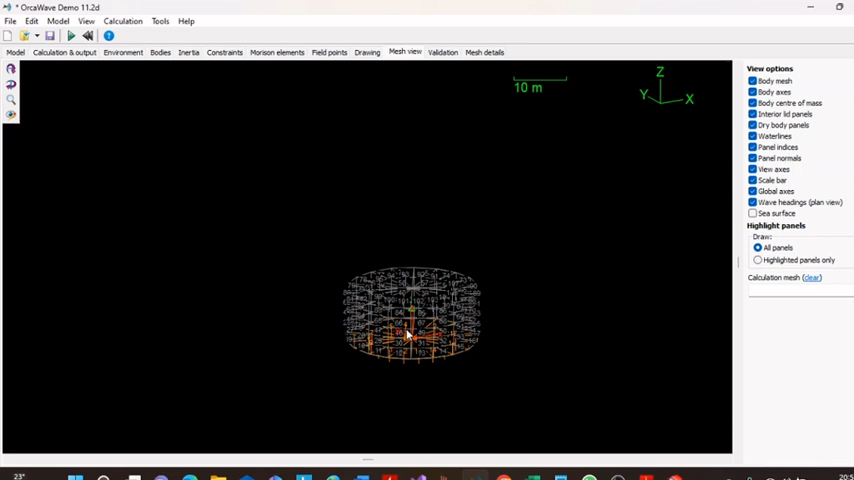 * OrcaWave Demo 11.2d
File Edit Model View Calculation Tools Help
Model Calculation & output Environment Bodies Inertia Constraints Morison elements Field points Drawing Mesh view Validation Mesh details
10 m
Z
Y X
View options
Body mesh
Body axes
Body centre of mass
Interior lid panels
Dry body panels
Waterlines
Panel indices
Panel normals
View axes
Scale bar
Global axes
Wave headings (plan view)
Sea surface
Highlight panels
Draw:
All panels
Highlighted panels only
Calculation mesh (clear)
23°